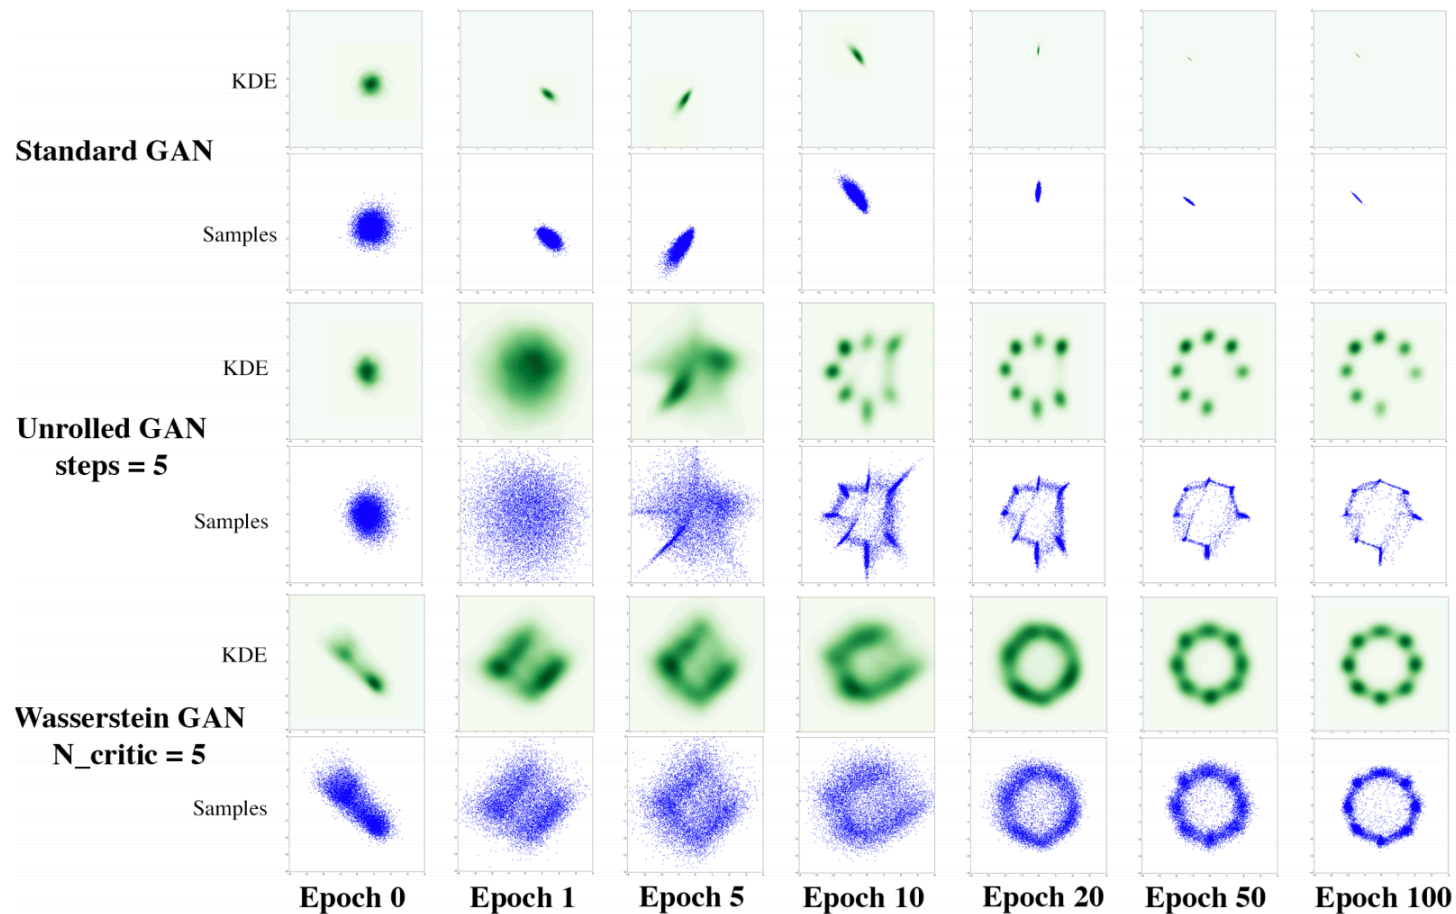 KDE
Standard GAN
Samples
KDE
Unrolled GAN
steps = 5
Samples
KDE
Wasserstein GAN
N_critic = 5
Samples
Epoch 0 Epoch 1 Epoch 5 Epoch 10 Epoch 20 Epoch 50 Epoch 100